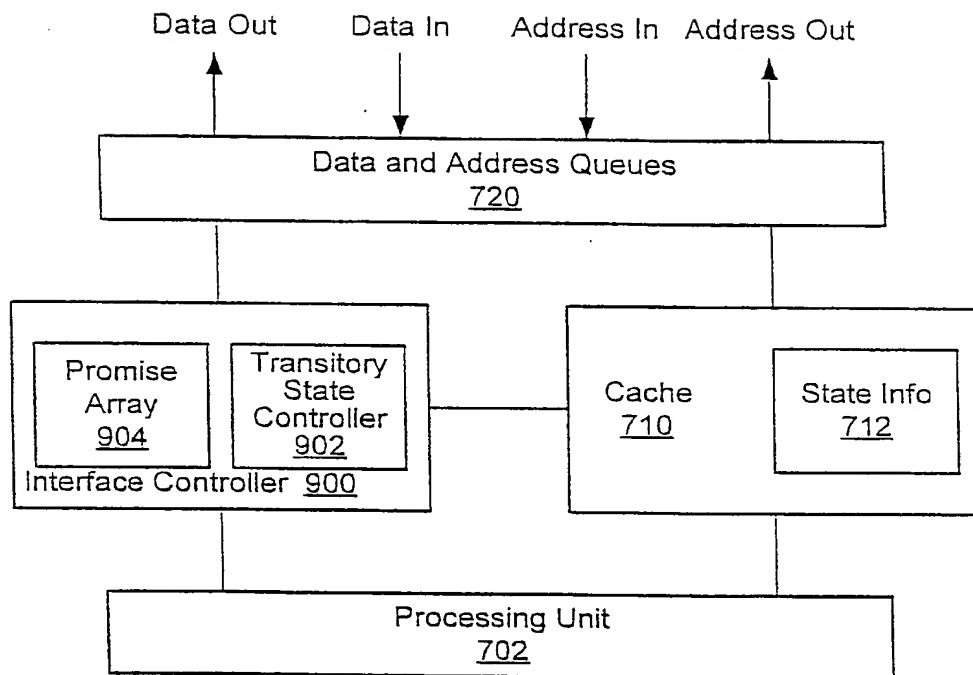 Data Out Data In Address In Address Out
Data and Address Queues
720
Promise
Array
904
Transitory
State
Controller
902
Interface Controller 900
Cache
710
State Info
712
Processing Unit
702